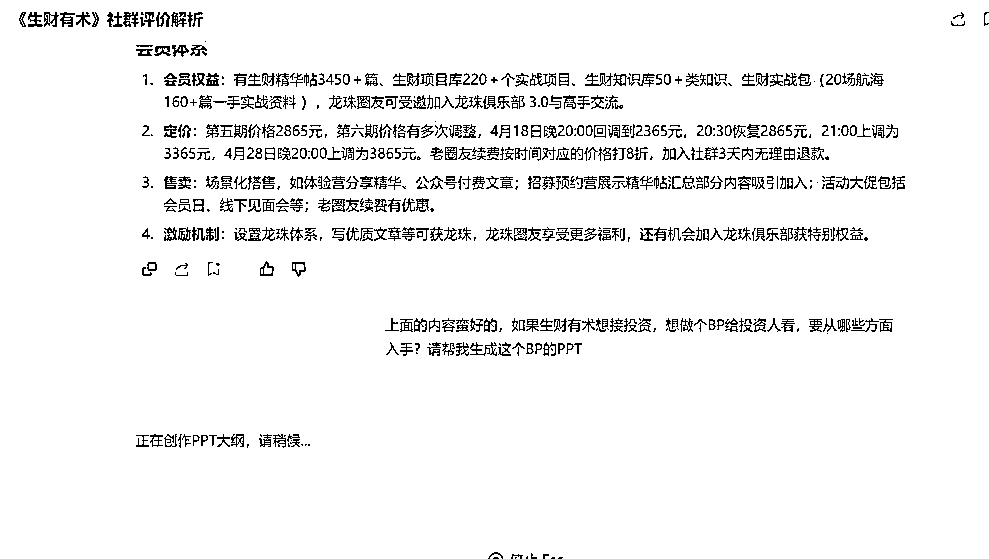 《生财有术》社群评价解析
会员体系
1. 会员权益：有生财精华帖3450+篇、生财项目库220+个实战项目、生财知识库50+类知识、生财实战包（20场航海
160+篇一手实战资料），龙珠圈友可受邀加入龙珠俱乐部 3.0与高手交流。
2. 定价：第五期价格2865元，第六期价格有多次调整，4月18日晚20:00回调到2365元，20:30恢复2865元，21:00上调为
3365元，4月28日晚20:00上调为3865元。老圈友续费按时间对应的价格打8折，加入社群3天内无理由退款。
3. 售卖：场景化搭售，如体验营分享精华、公众号付费文章；招募预约营展示精华帖汇总部分内容吸引加入；活动大促包括
会员日、线下见面会等；老圈友续费有优惠。
4. 激励机制：设置龙珠体系，写优质文章等可获龙珠，龙珠圈友享受更多福利，还有机会加入龙珠俱乐部获特别权益。
上面的内容蛮好的，如果生财有术想接投资，想做个BP给投资人看，要从哪些方面
入手？请帮我生成这个BP的PPT
正在创作PPT大纲，请稍候...
停止 Esc